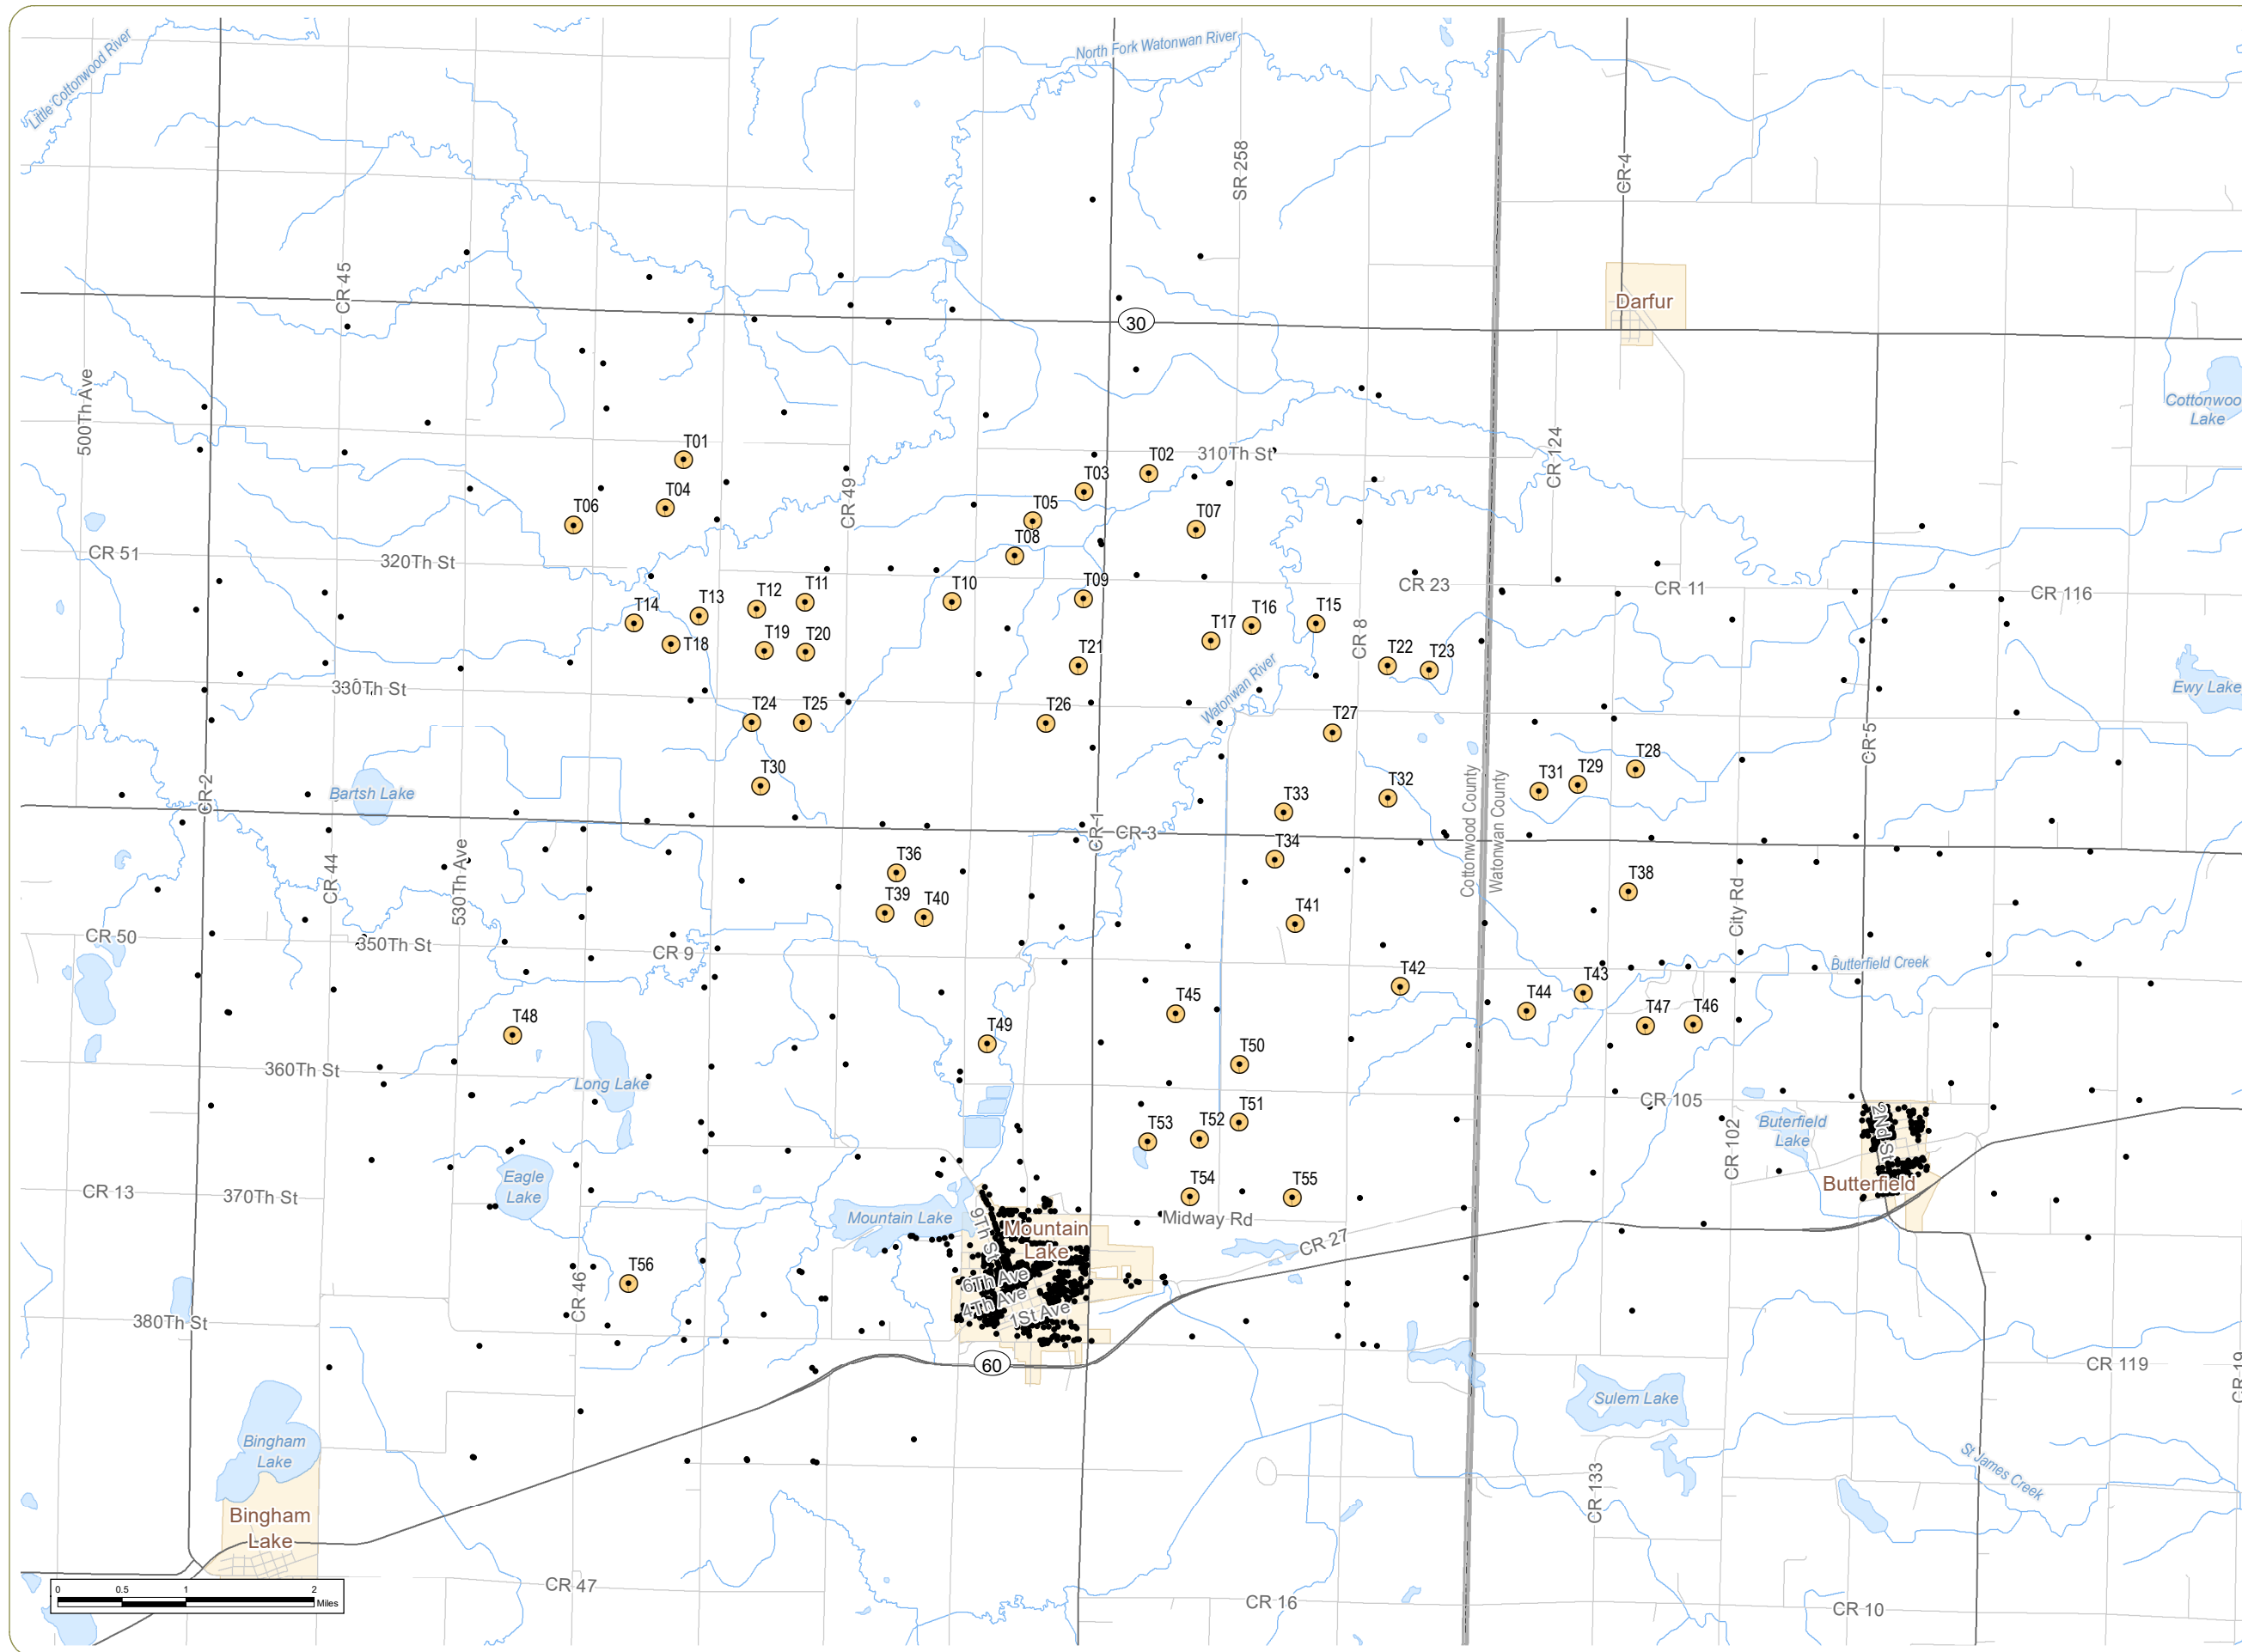 Little Cottonwood River
North Fork Watonwan River
SR 258
CR-4
CR 45
30
Darfur
500Th Ave
Cottonwoo
Lake
T01
T02
310Th St
CR 124
T03
T04
CR 49
T05
T06
T07
T08
CR 51
320Th St
T09
T10
T11
T12
T13
T14
CR 23
CR 11
CR 116
T15
T16
T17
T18
T19
T20
CR 8
T21
T22
T23
330Th St
Watonwan River
Ewy Lake
T24
T25
T26
T27
CR-5
T28
T29
T30
T31
T32
T33
Bartsh Lake
CR-2
Cottonwood County
Watonwan County
CR-1
CR 3
T34
T36
CR 44
530Th Ave
T38
T39
T40
City Rd
T41
CR 50
350Th St
CR 9
Butterfield Creek
T42
T43
T44
T45
T46
T47
T48
T49
T50
360Th St
Long Lake
T51
T52
T53
CR 105
CR 102
Buterfield
Lake
2Nd St
Butterfield
Eagle
Lake
CR 13
370Th St
T54
T55
Midway Rd
Mountain Lake
9Th St
Mountain
Lake
CR 27
T56
CR 46
6Th Ave
4Th Ave
1St Ave
380Th St
60
CR 119
CR-19
Sulem Lake
Bingham
Lake
St James Creek
CR 133
Bingham
Lake
0
0.5
1
2
Miles
CR 47
CR 16
CR 10